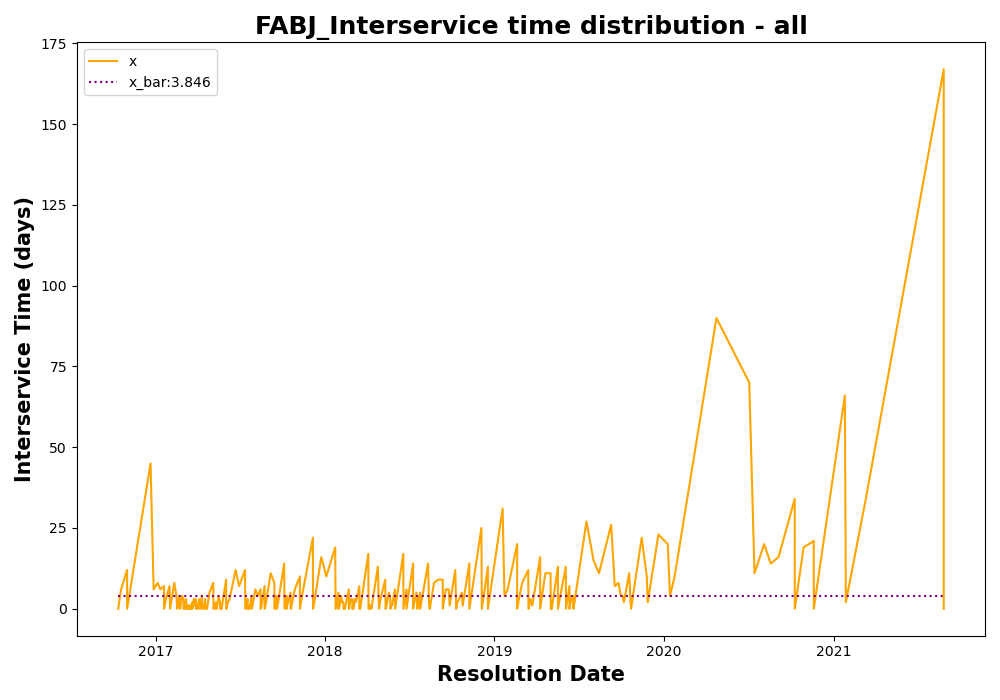 FABJ_Interservice time distribution - all
x
x_bar:3.846
Interservice Time (days)
175
150
125
100
75
50
25
0
2017
2018
2019
2020
2021
Resolution Date